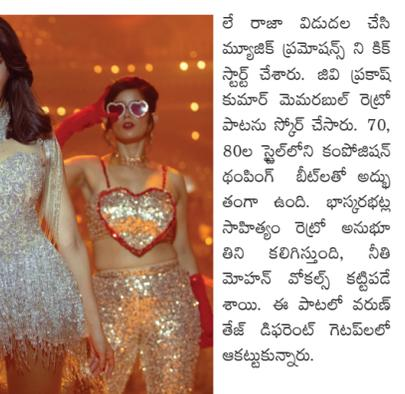 లే రాజా విడుదల చేసి
మ్యూజిక్ ప్రమోషన్స్ ని కిక్
స్టార్ట్ చేశారు. జివి ప్రకాష్
కుమార్ మెమరబుల్ రెట్రో
పాటను స్కోర్ చేసారు. 70,
80ల స్టైల్‌లోని కంపోజిషన్
థంపింగ్ బీట్‌లతో అద్భు
తంగా ఉంది. భాస్కరభట్ల
సాహిత్యం రెట్రో అనుభూ
తిని కలిగిస్తుంది, నీతి
మోహన్ వోకల్స్ కట్టిపడే
శాయి. ఈ పాటలో వరుణ్
తేజ్ డిఫరెంట్ గెటప్‌లలో
ఆకట్టుకున్నారు.